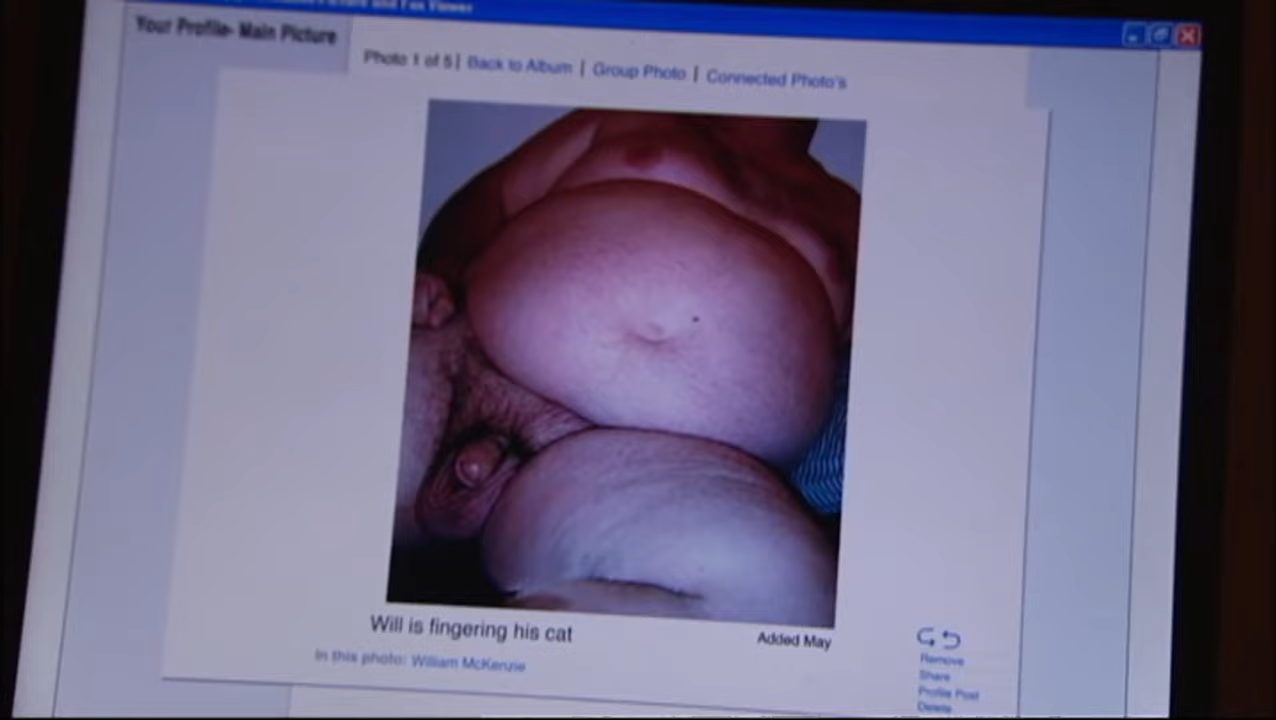 Your Profile- Main Picture
Photo 1 of 5 | Back to Album | Group Photo | Connected Photo's
Will is fingering his cat
Added May
In this photo: William McKenzie
Remove
Share
Profile Post
Delete